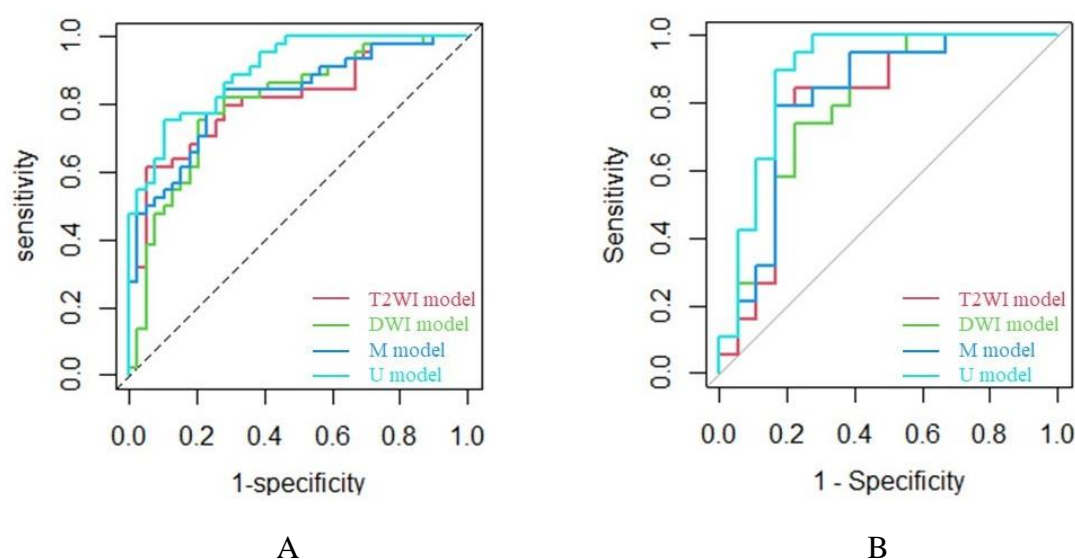 1.0
0.8
0.6
0.4
0.2
0.0
sensitivity
T2WI model
DWI model
M model
U model
0.0 0.2 0.4 0.6 0.8 1.0
1-specificity
A
1.0
0.8
0.6
0.4
0.2
0.0
Sensitivity
T2WI model
DWI model
M model
U model
0.0 0.2 0.4 0.6 0.8 1.0
1 - Specificity
B